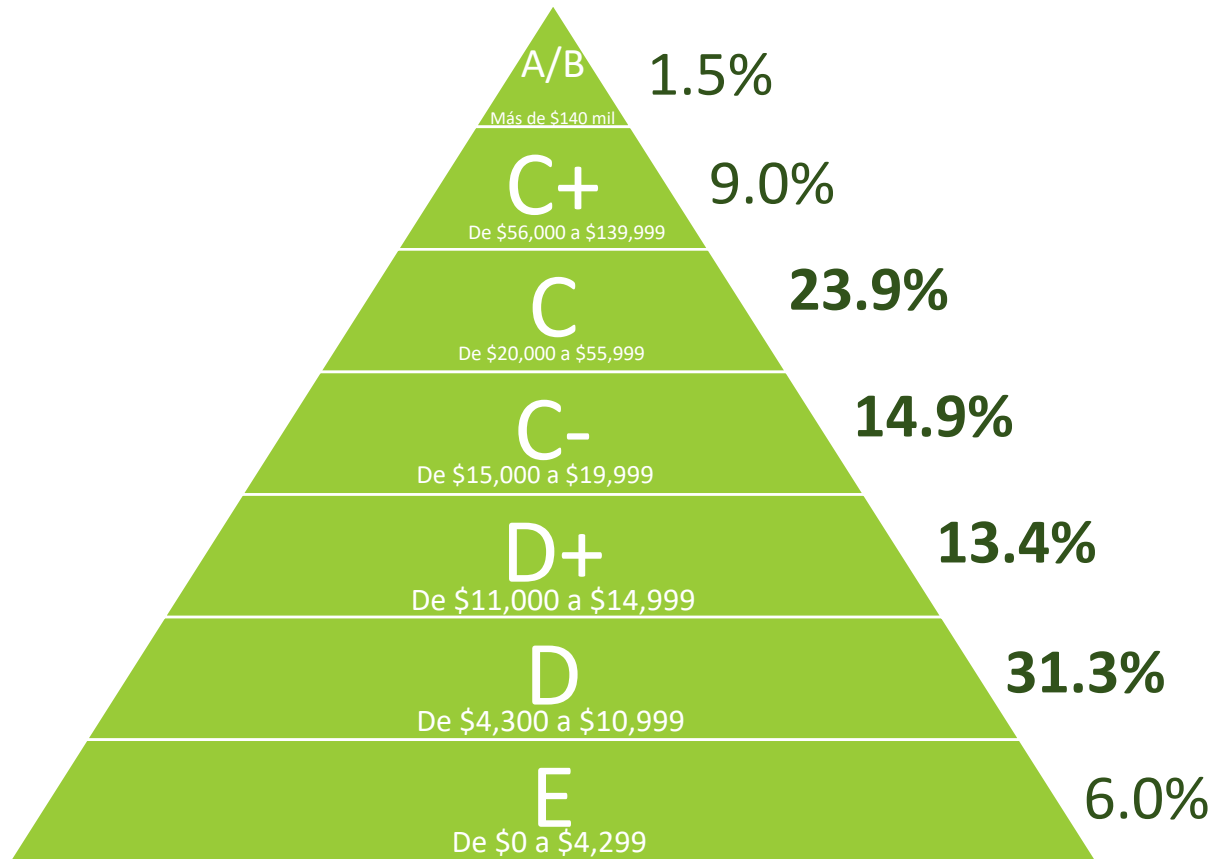 A/B
Más de $140 mil
1.5%
C+
De $56,000 a $139,999
9.0%
C
De $20,000 a $55,999
23.9%
C-
De $15,000 a $19,999
14.9%
D+
De $11,000 a $14,999
13.4%
D
De $4,300 a $10,999
31.3%
E
De $0 a $4,299
6.0%